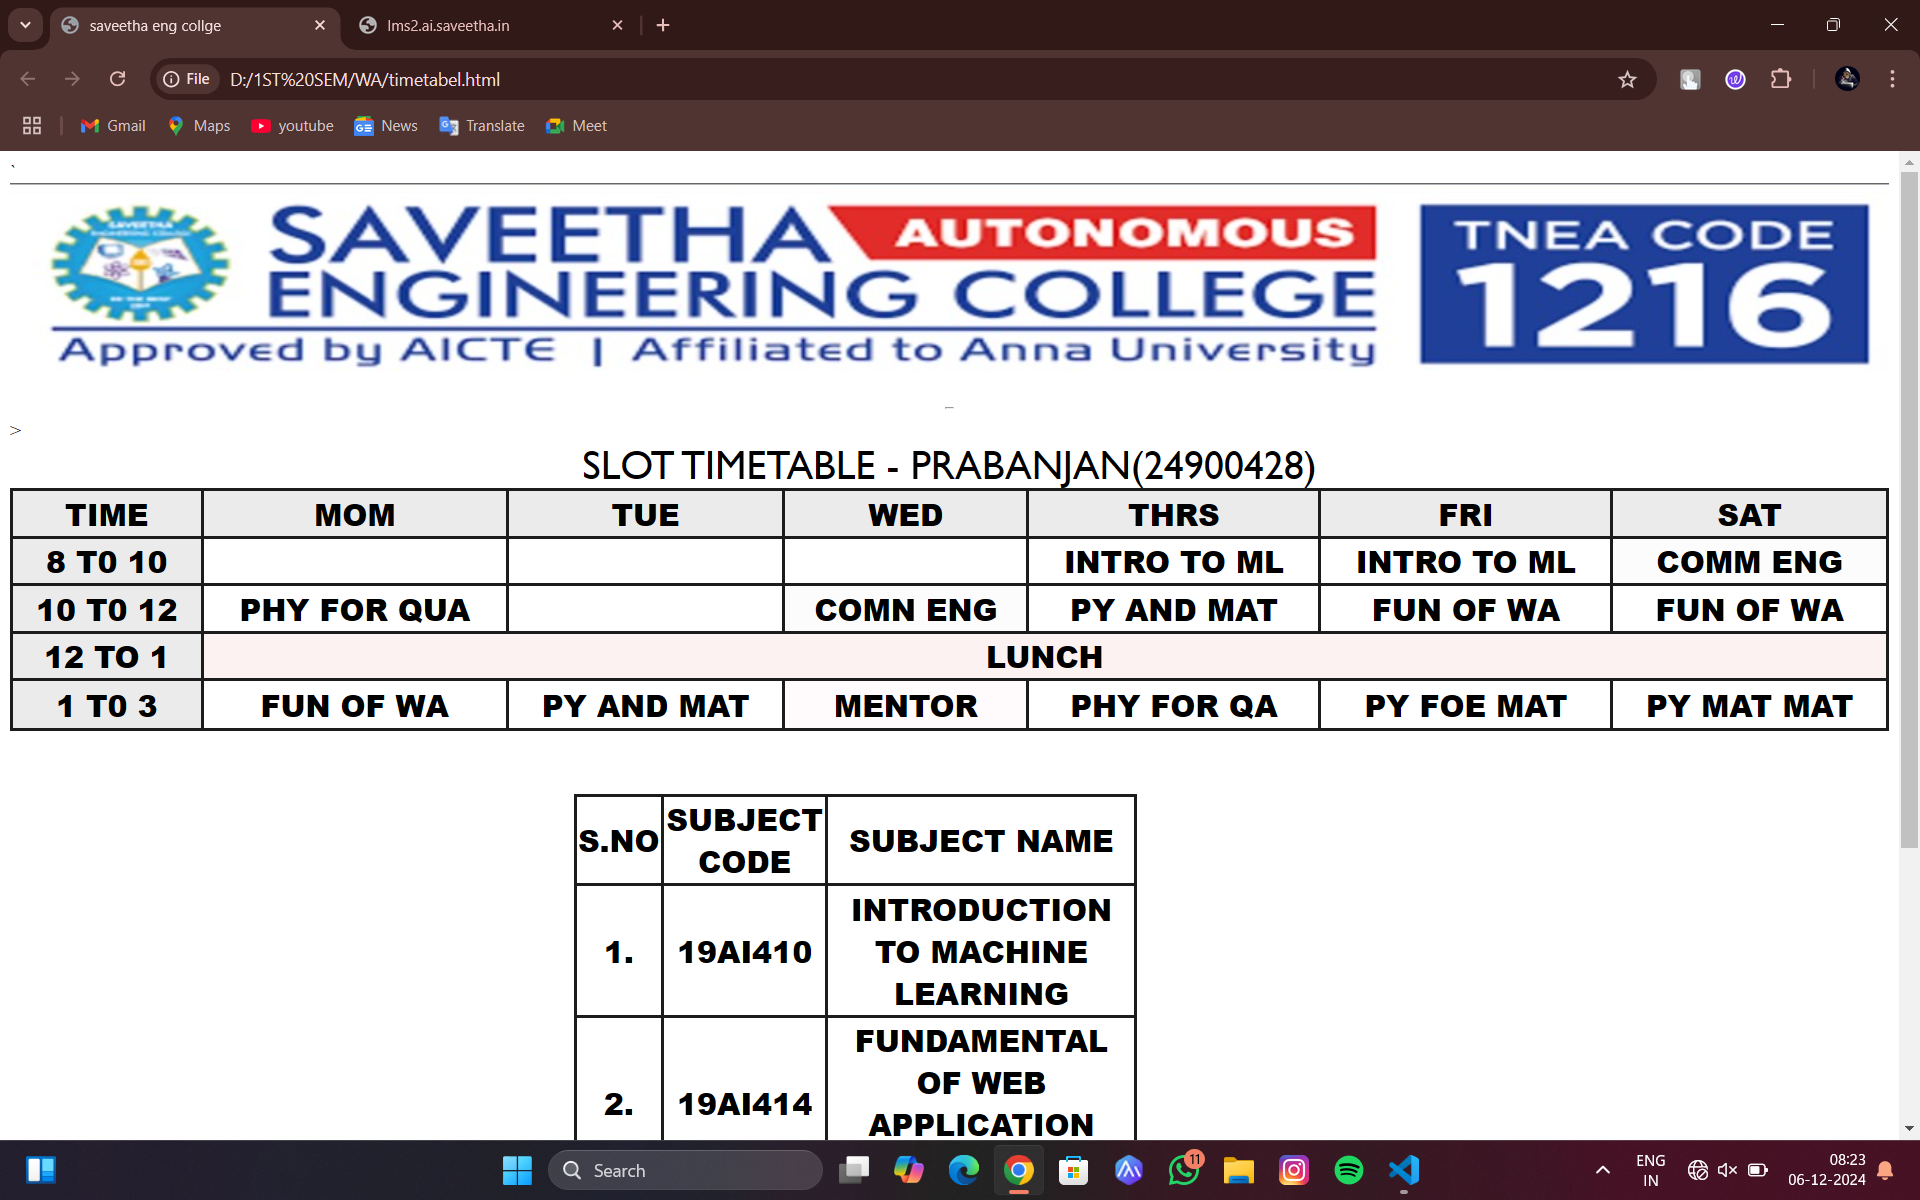 saveetha eng collge
lms2.ai.saveetha.in
File D:/1ST%20SEM/WA/timetabel.html
Gmail Maps youtube News Translate Meet
`
SAVEETHA AUTONOMOUS
ENGINEERING COLLEGE
Approved by AICTE | Affiliated to Anna University
TNEA CODE
1216
>
SLOT TIMETABLE - PRABANJAN(24900428)
TIME MOM TUE WED THRS FRI SAT
8 T0 10 INTRO TO ML INTRO TO ML COMM ENG
10 T0 12 PHY FOR QUA COMN ENG PY AND MAT FUN OF WA FUN OF WA
12 TO 1 LUNCH
1 T0 3 FUN OF WA PY AND MAT MENTOR PHY FOR QA PY FOE MAT PY MAT MAT
S.NO SUBJECT CODE SUBJECT NAME
1. 19AI410 INTRODUCTION TO MACHINE LEARNING
2. 19AI414 FUNDAMENTAL OF WEB APPLICATION
Search
11
ENG
IN
08:23
06-12-2024